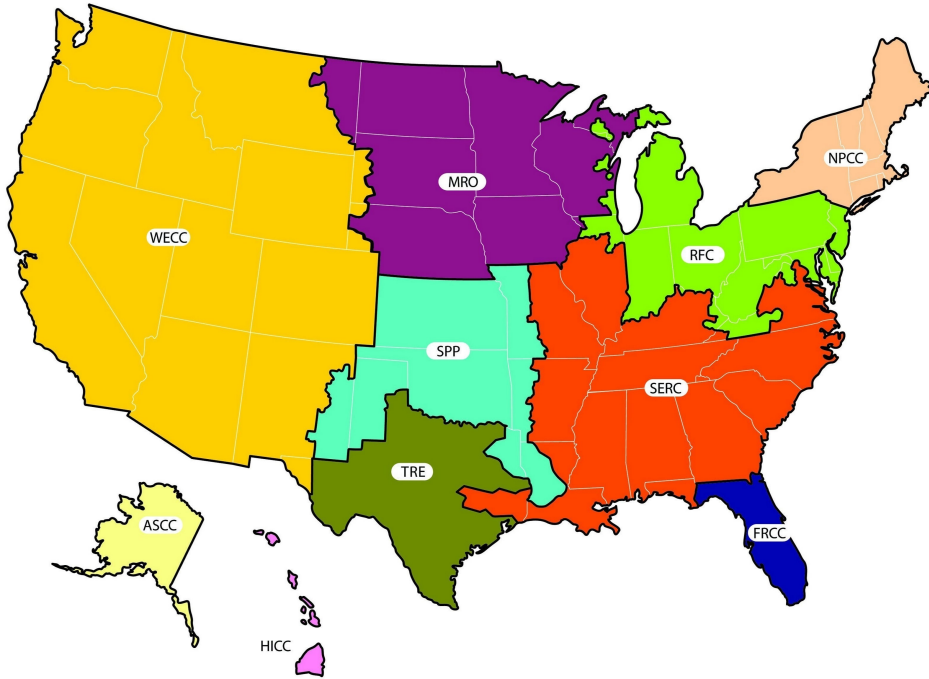 NPCC
MRO
WECC
RFC
SPP
SERC
TRE
ASCC
FRCC
HICC